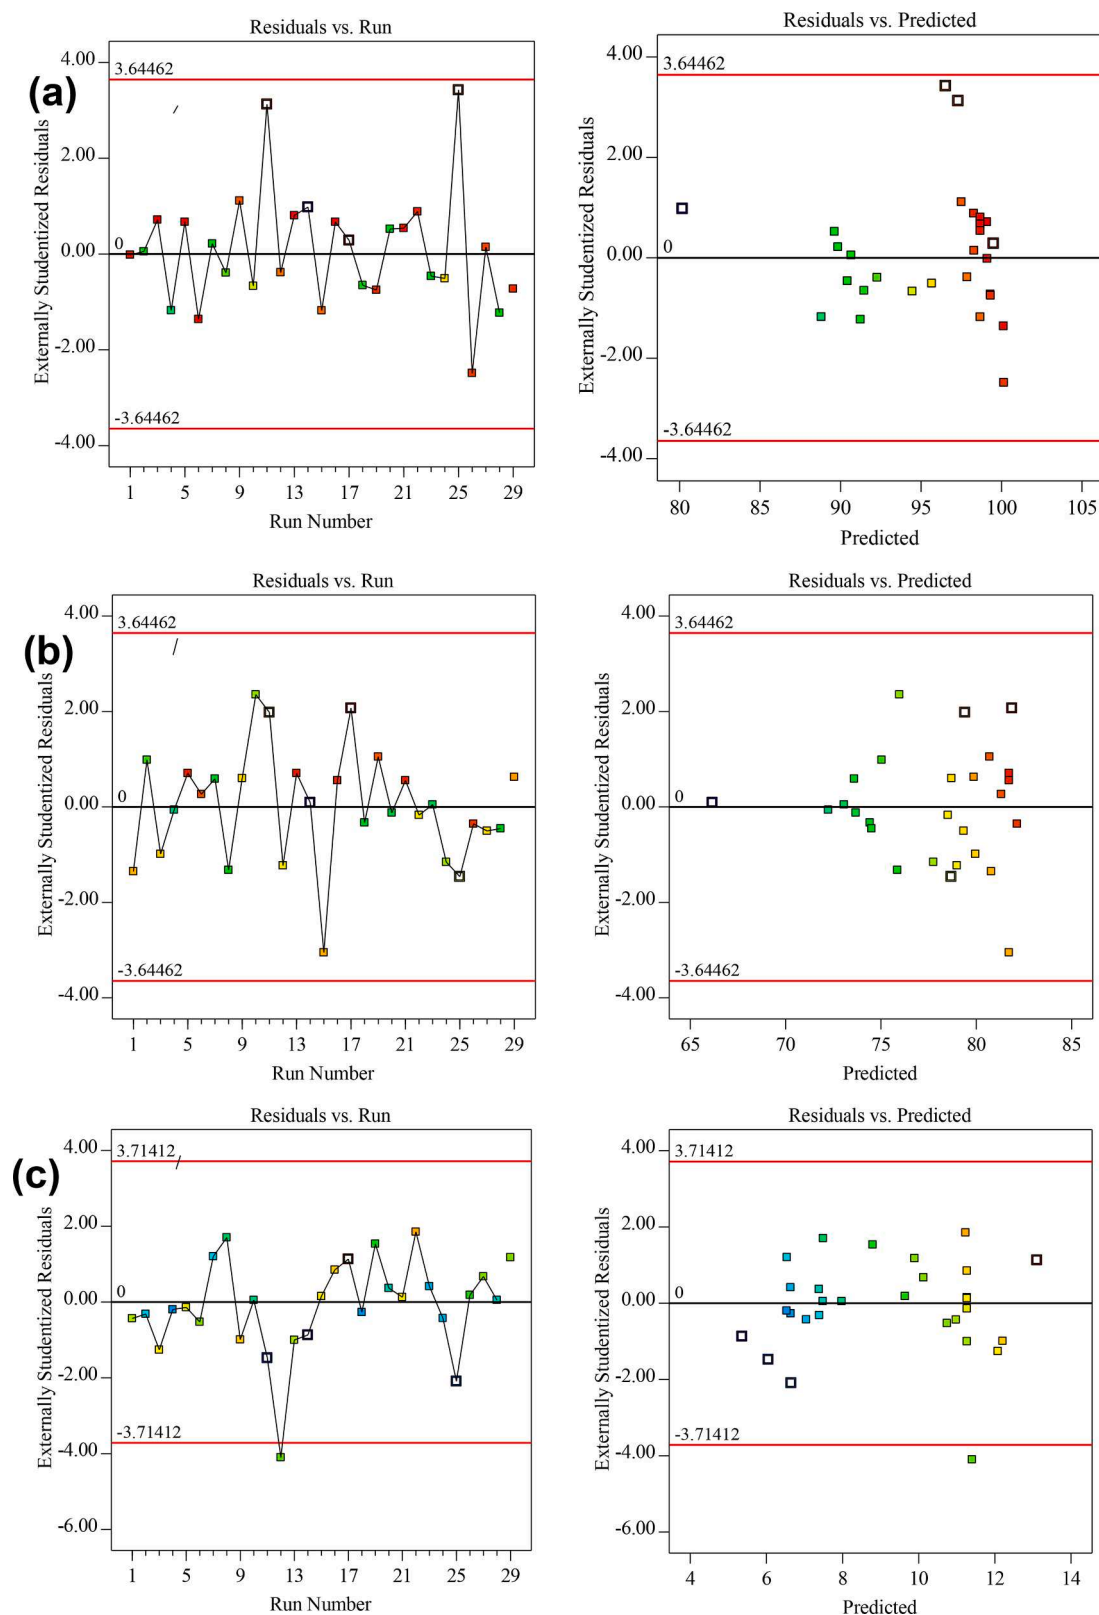 (a)
Residuals vs. Run
Externally Studentized Residuals
4.00
2.00
0.00
-2.00
-4.00
3.64462
0
-3.64462
1 5 9 13 17 21 25 29
Run Number
Residuals vs. Predicted
Externally Studentized Residuals
4.00
2.00
0.00
-2.00
-4.00
3.64462
0
-3.64462
80 85 90 95 100 105
Predicted
(b)
Residuals vs. Run
Externally Studentized Residuals
4.00
2.00
0.00
-2.00
-4.00
3.64462
0
-3.64462
1 5 9 13 17 21 25 29
Run Number
Residuals vs. Predicted
Externally Studentized Residuals
4.00
2.00
0.00
-2.00
-4.00
3.64462
0
-3.64462
65 70 75 80 85
Predicted
(c)
Residuals vs. Run
Externally Studentized Residuals
4.00
2.00
0.00
-2.00
-4.00
-6.00
3.71412
0
-3.71412
1 5 9 13 17 21 25 29
Run Number
Residuals vs. Predicted
Externally Studentized Residuals
4.00
2.00
0.00
-2.00
-4.00
-6.00
3.71412
0
-3.71412
4 6 8 10 12 14
Predicted